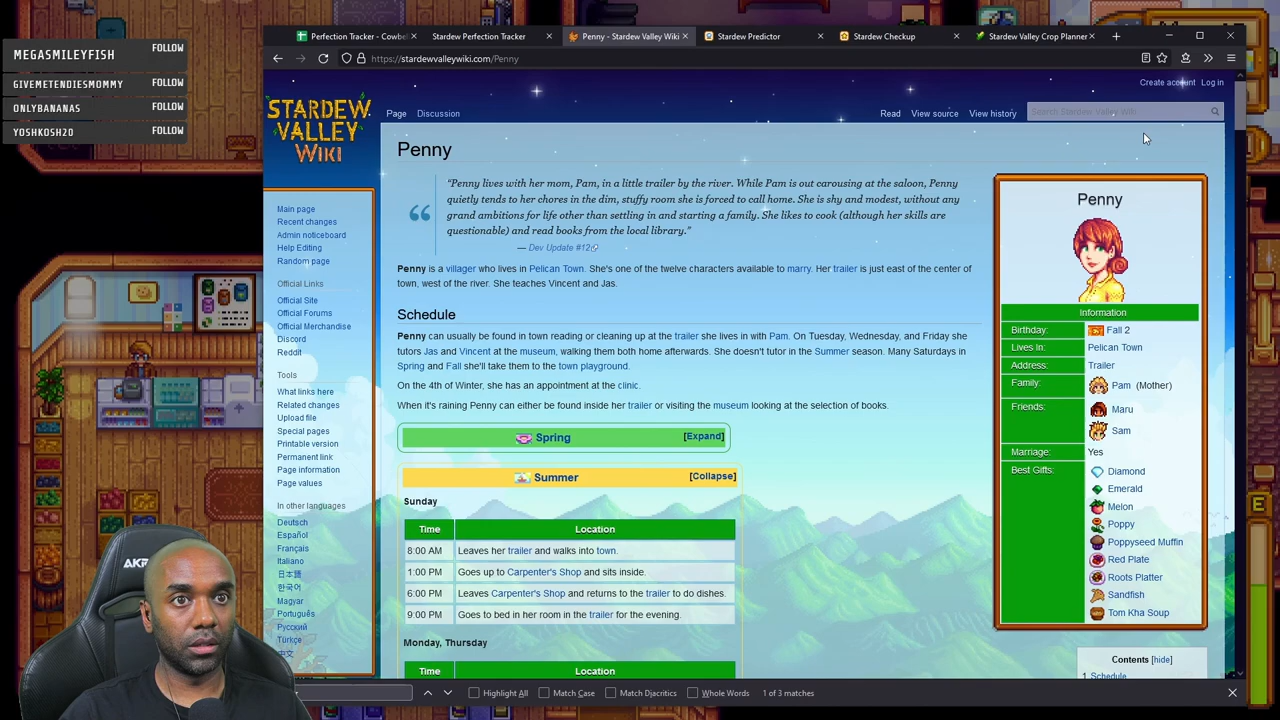 MEGASMILEYFISH FOLLOW
GIVEMETENDIESMOMMY FOLLOW
ONLYBANANAS FOLLOW
YOSHKOSH20 FOLLOW
Perfection Tracker - Cowbel
Stardew Perfection Tracker
Penny - Stardew Valley Wiki
Stardew Predictor
Stardew Checkup
Stardew Valley Crop Planner
https://stardewvalleywiki.com/Penny
Create account Log in
STARDEW
VALLEY
WIKI
Page Discussion
Read View source View history Search Stardew Valley Wiki
Main page
Recent changes
Admin noticeboard
Help Editing
Random page
Official Links
Official Site
Official Forums
Official Merchandise
Discord
Reddit
Tools
What links here
Related changes
Upload file
Special pages
Printable version
Permanent link
Page information
Page values
In other languages
Deutsch
Español
Français
Italiano
日本語
한국어
Magyar
Português
Русский
Türkçe
中文
Penny
"Penny lives with her mom, Pam, in a little trailer by the river. While Pam is out carousing at the saloon, Penny
quietly tends to her chores in the dim, stuffy room she is forced to call home. She is shy and modest, without any
grand ambitions for life other than settling in and starting a family. She likes to cook (although her skills are
questionable) and read books from the local library."
— Dev Update #12
Penny is a villager who lives in Pelican Town. She's one of the twelve characters available to marry. Her trailer is just east of the center of
town, west of the river. She teaches Vincent and Jas.
Schedule
Penny can usually be found in town reading or cleaning up at the trailer she lives in with Pam. On Tuesday, Wednesday, and Friday she
tutors Jas and Vincent at the museum, walking them both home afterwards. She doesn't tutor in the Summer season. Many Saturdays in
Spring and Fall she'll take them to the town playground.
On the 4th of Winter, she has an appointment at the clinic.
When it's raining Penny can either be found inside her trailer or visiting the museum looking at the selection of books.
Spring [Expand]
Summer [Collapse]
Sunday
Time Location
8:00 AM Leaves her trailer and walks into town.
1:00 PM Goes up to Carpenter's Shop and sits inside.
6:00 PM Leaves Carpenter's Shop and returns to the trailer to do dishes.
9:00 PM Goes to bed in her room in the trailer for the evening.
Monday, Thursday
Time Location
Penny
Information
Birthday: Fall 2
Lives In: Pelican Town
Address: Trailer
Family: Pam (Mother)
Friends: Maru
Sam
Marriage: Yes
Best Gifts: Diamond
Emerald
Melon
Poppy
Poppyseed Muffin
Red Plate
Roots Platter
Sandfish
Tom Kha Soup
Contents [hide]
1 Schedule
E
AKR
Highlight All Match Case Match Diacritics Whole Words 1 of 3 matches